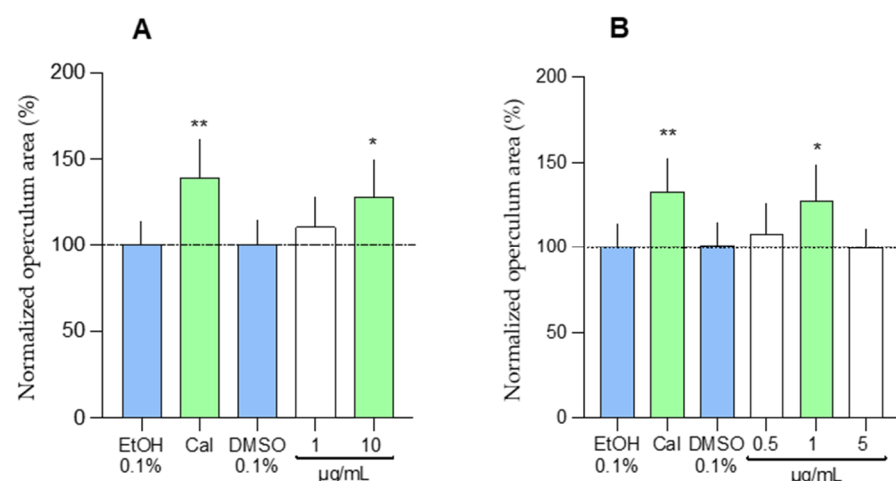 A
Normalized operculum area (%)
200
150
100
50
0
**
*
EtOH Cal DMSO 1 10
0.1% 0.1%
µg/mL
B
Normalized operculum area (%)
200
150
100
50
0
**
*
EtOH Cal DMSO 0.5 1 5
0.1% 0.1%
µg/mL